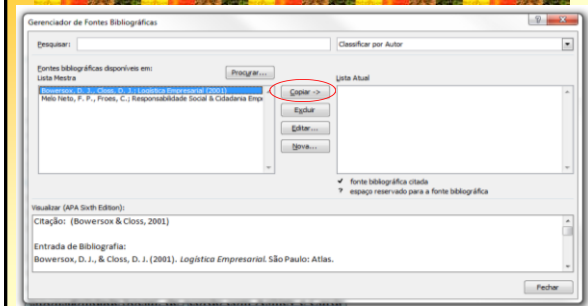 Gerenciador de Fontes Bibliográficas
Pesquisar:
Classificar por Autor
Fontes bibliográficas disponíveis em:
Lista Mestra
Procurar...
Lista Atual
Bowersox, D. J., Closs, D. J.; Logística Empresarial (2001)
Melo Neto, F. P., Froes, C.; Responsabilidade Social & Cidadania Emp
Copiar ->
Excluir
Editar...
Nova...
✓ fonte bibliográfica citada
? espaço reservado para a fonte bibliográfica
Visualizar (APA Sixth Edition):
Citação: (Bowersox & Closs, 2001)
Entrada de Bibliografia:
Bowersox, D. J., & Closs, D. J. (2001). Logística Empresarial. São Paulo: Atlas.
Fechar